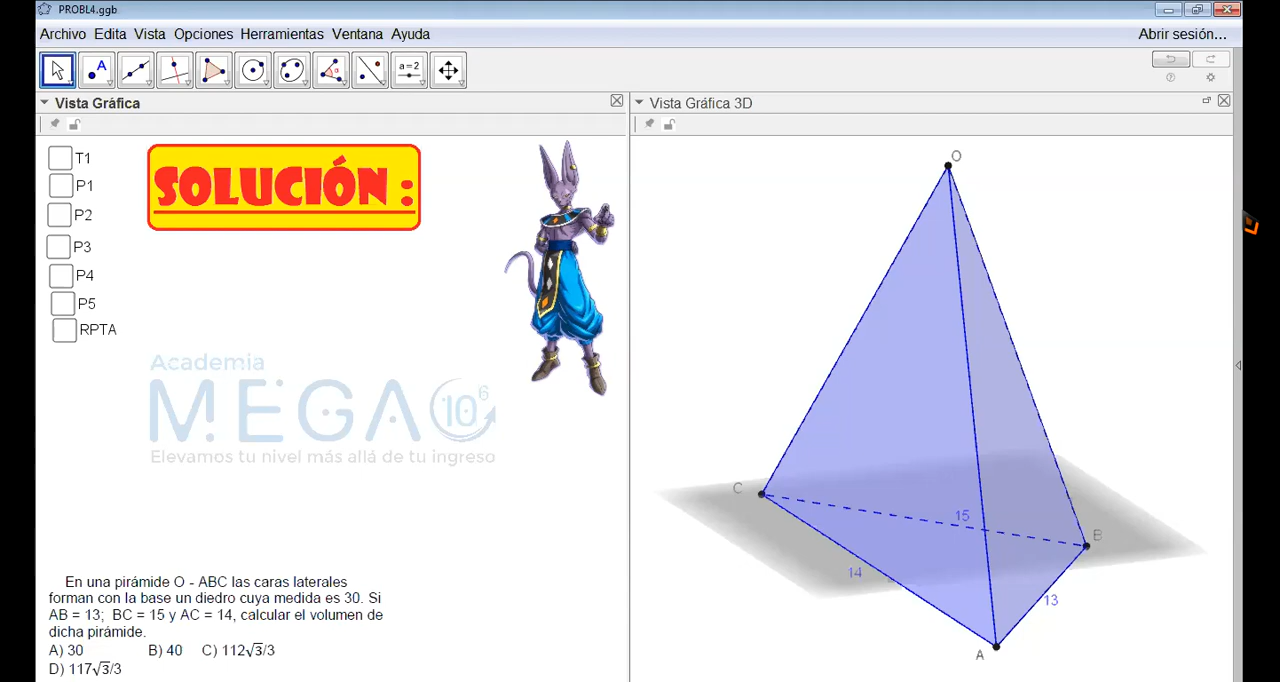 PROBL4.ggb
Archivo Edita Vista Opciones Herramientas Ventana Ayuda
Abrir sesión...
A
α
a = 2
Vista Gráfica
Vista Gráfica 3D
T1
P1
P2
P3
P4
P5
RPTA
SOLUCIÓN :
Academia
MEGA 10 6
Elevamos tu nivel más allá de tu ingreso
En una pirámide O - ABC las caras laterales
forman con la base un diedro cuya medida es 30. Si
AB = 13; BC = 15 y AC = 14, calcular el volumen de
dicha pirámide.
A) 30 B) 40 C) 112√3/3
D) 117√3/3
O
C
15
B
14
13
A